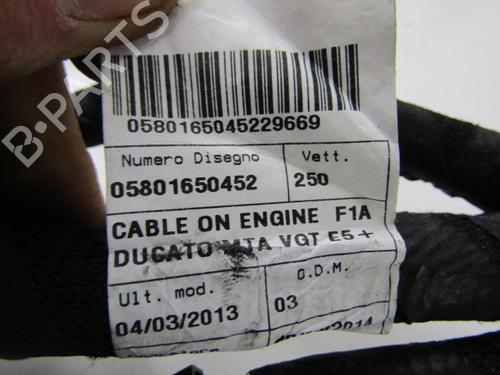 B-PARTS
0580165045229669
Numero Disegno Vett.
05801650452 250
CABLE ON ENGINE F1A
DUCATO MTA VGT E5+
Ult. mod. O.D.M.
04/03/2013 03